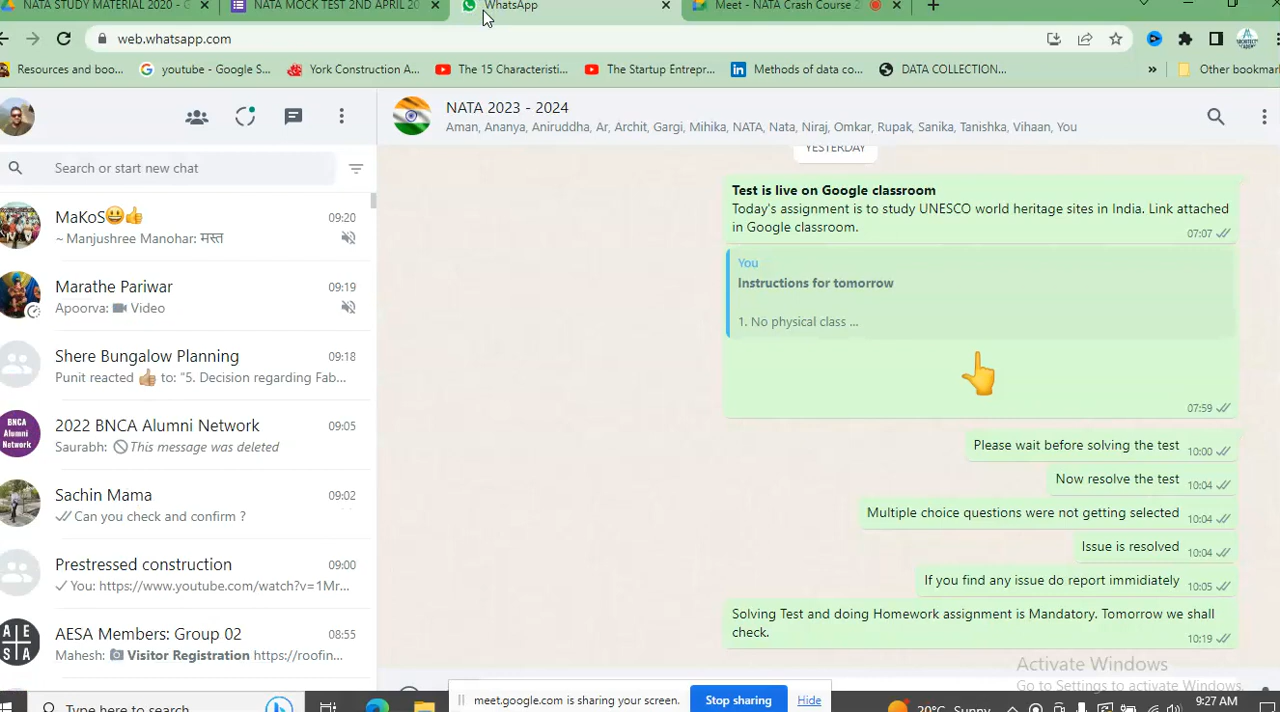 NATA STUDY MATERIAL 2020 - G
NATA MOCK TEST 2ND APRIL 20
WhatsApp
Meet - NATA Crash Course 2
web.whatsapp.com
Resources and boo...
youtube - Google S...
York Construction A...
The 15 Characteristi...
The Startup Entrepr...
Methods of data co...
DATA COLLECTION...
»
Other bookmar
NATA 2023 - 2024
Aman, Ananya, Aniruddha, Ar, Archit, Gargi, Mihika, NATA, Nata, Niraj, Omkar, Rupak, Sanika, Tanishka, Vihaan, You
Search or start new chat
MaKoS😃👍 09:20
~ Manjushree Manohar: मस्त
Marathe Pariwar 09:19
Apoorva: Video
Shere Bungalow Planning 09:18
Punit reacted 👍 to: "5. Decision regarding Fab...
BNCA
Alumni
Network
2022 BNCA Alumni Network 09:05
Saurabh: This message was deleted
Sachin Mama 09:02
Can you check and confirm ?
Prestressed construction 09:00
You: https://www.youtube.com/watch?v=1Mr...
A E
S A
AESA Members: Group 02 08:55
Mahesh: Visitor Registration https://roofin...
YESTERDAY
Test is live on Google classroom
Today's assignment is to study UNESCO world heritage sites in India. Link attached
in Google classroom. 07:07
You
Instructions for tomorrow
1. No physical class ...
👆
07:59
Please wait before solving the test 10:00
Now resolve the test 10:04
Multiple choice questions were not getting selected 10:04
Issue is resolved 10:04
If you find any issue do report immidiately 10:05
Solving Test and doing Homework assignment is Mandatory. Tomorrow we shall
check. 10:19
Activate Windows
Go to Settings to activate Windows.
meet.google.com is sharing your screen. Stop sharing Hide
Type here to search
20°C Sunny
9:27 AM